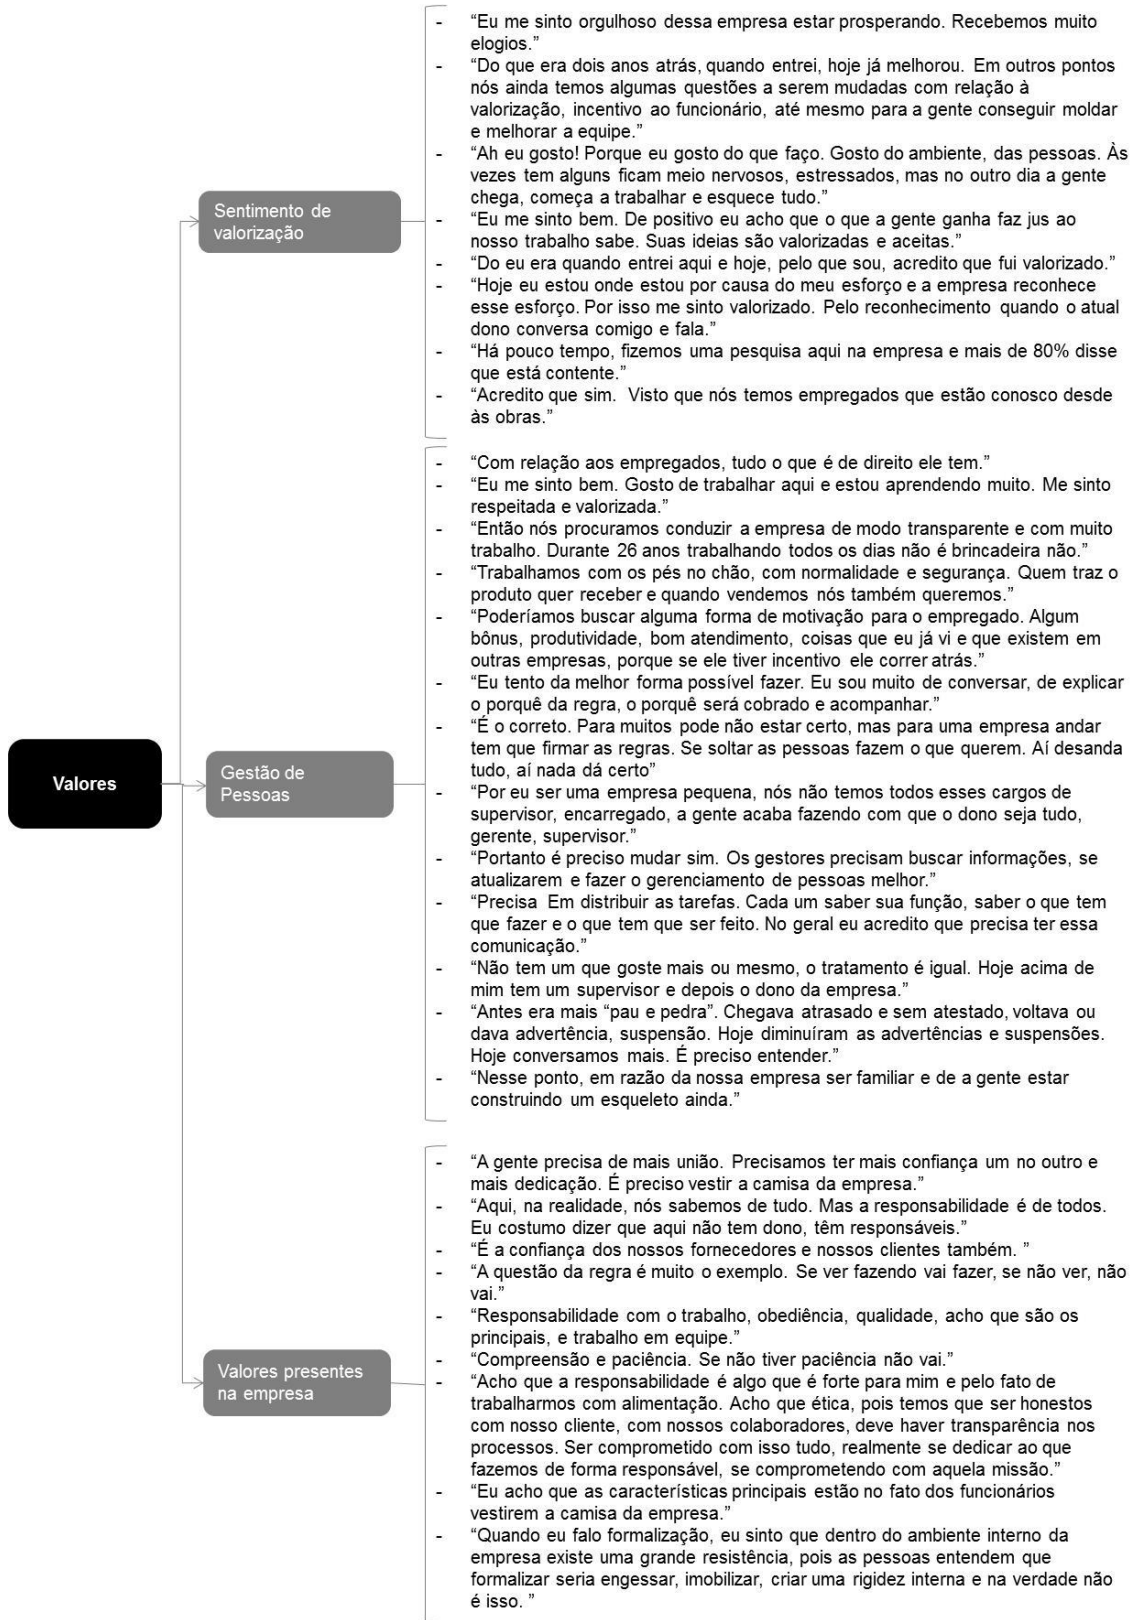 Valores
Sentimento de
valorização
- “Eu me sinto orgulhoso dessa empresa estar prosperando. Recebemos muito
elogios.”
- “Do que era dois anos atrás, quando entrei, hoje já melhorou. Em outros pontos
nós ainda temos algumas questões a serem mudadas com relação à
valorização, incentivo ao funcionário, até mesmo para a gente conseguir moldar
e melhorar a equipe.”
- “Ah eu gosto! Porque eu gosto do que faço. Gosto do ambiente, das pessoas. Às
vezes tem alguns ficam meio nervosos, estressados, mas no outro dia a gente
chega, começa a trabalhar e esquece tudo.”
- “Eu me sinto bem. De positivo eu acho que o que a gente ganha faz jus ao
nosso trabalho sabe. Suas ideias são valorizadas e aceitas.”
- “Do eu era quando entrei aqui e hoje, pelo que sou, acredito que fui valorizado.”
- “Hoje eu estou onde estou por causa do meu esforço e a empresa reconhece
esse esforço. Por isso me sinto valorizado. Pelo reconhecimento quando o atual
dono conversa comigo e fala.”
- “Há pouco tempo, fizemos uma pesquisa aqui na empresa e mais de 80% disse
que está contente.”
- “Acredito que sim. Visto que nós temos empregados que estão conosco desde
às obras.”
Gestão de
Pessoas
- “Com relação aos empregados, tudo o que é de direito ele tem.”
- “Eu me sinto bem. Gosto de trabalhar aqui e estou aprendendo muito. Me sinto
respeitada e valorizada.”
- “Então nós procuramos conduzir a empresa de modo transparente e com muito
trabalho. Durante 26 anos trabalhando todos os dias não é brincadeira não.”
- “Trabalhamos com os pés no chão, com normalidade e segurança. Quem traz o
produto quer receber e quando vendemos nós também queremos.”
- “Poderíamos buscar alguma forma de motivação para o empregado. Algum
bônus, produtividade, bom atendimento, coisas que eu já vi e que existem em
outras empresas, porque se ele tiver incentivo ele correr atrás.”
- “Eu tento da melhor forma possível fazer. Eu sou muito de conversar, de explicar
o porquê da regra, o porquê será cobrado e acompanhar.”
- “É o correto. Para muitos pode não estar certo, mas para uma empresa andar
tem que firmar as regras. Se soltar as pessoas fazem o que querem. Aí desanda
tudo, aí nada dá certo”
- “Por eu ser uma empresa pequena, nós não temos todos esses cargos de
supervisor, encarregado, a gente acaba fazendo com que o dono seja tudo,
gerente, supervisor.”
- “Portanto é preciso mudar sim. Os gestores precisam buscar informações, se
atualizarem e fazer o gerenciamento de pessoas melhor.”
- “Precisa Em distribuir as tarefas. Cada um saber sua função, saber o que tem
que fazer e o que tem que ser feito. No geral eu acredito que precisa ter essa
comunicação.”
- “Não tem um que goste mais ou mesmo, o tratamento é igual. Hoje acima de
mim tem um supervisor e depois o dono da empresa.”
- “Antes era mais “pau e pedra”. Chegava atrasado e sem atestado, voltava ou
dava advertência, suspensão. Hoje diminuíram as advertências e suspensões.
Hoje conversamos mais. É preciso entender.”
- “Nesse ponto, em razão da nossa empresa ser familiar e de a gente estar
construindo um esqueleto ainda.”
Valores presentes
na empresa
- “A gente precisa de mais união. Precisamos ter mais confiança um no outro e
mais dedicação. É preciso vestir a camisa da empresa.”
- “Aqui, na realidade, nós sabemos de tudo. Mas a responsabilidade é de todos.
Eu costumo dizer que aqui não tem dono, têm responsáveis.”
- “É a confiança dos nossos fornecedores e nossos clientes também. ”
- “A questão da regra é muito o exemplo. Se ver fazendo vai fazer, se não ver, não
vai.”
- “Responsabilidade com o trabalho, obediência, qualidade, acho que são os
principais, e trabalho em equipe.”
- “Compreensão e paciência. Se não tiver paciência não vai.”
- “Acho que a responsabilidade é algo que é forte para mim e pelo fato de
trabalharmos com alimentação. Acho que ética, pois temos que ser honestos
com nosso cliente, com nossos colaboradores, deve haver transparência nos
processos. Ser comprometido com isso tudo, realmente se dedicar ao que
fazemos de forma responsável, se comprometendo com aquela missão.”
- “Eu acho que as características principais estão no fato dos funcionários
vestirem a camisa da empresa.”
- “Quando eu falo formalização, eu sinto que dentro do ambiente interno da
empresa existe uma grande resistência, pois as pessoas entendem que
formalizar seria engessar, imobilizar, criar uma rigidez interna e na verdade não
é isso. ”